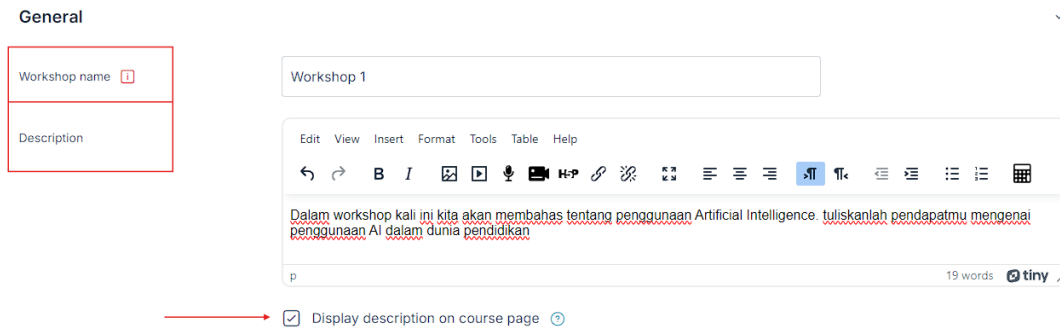 General
Workshop name
Workshop 1
Description
Edit View Insert Format Tools Table Help
B I H5P
Dalam workshop kali ini kita akan membahas tentang penggunaan Artificial Intelligence. tuliskanlah pendapatmu mengenai
penggunaan AI dalam dunia pendidikan
p 19 words tiny
Display description on course page